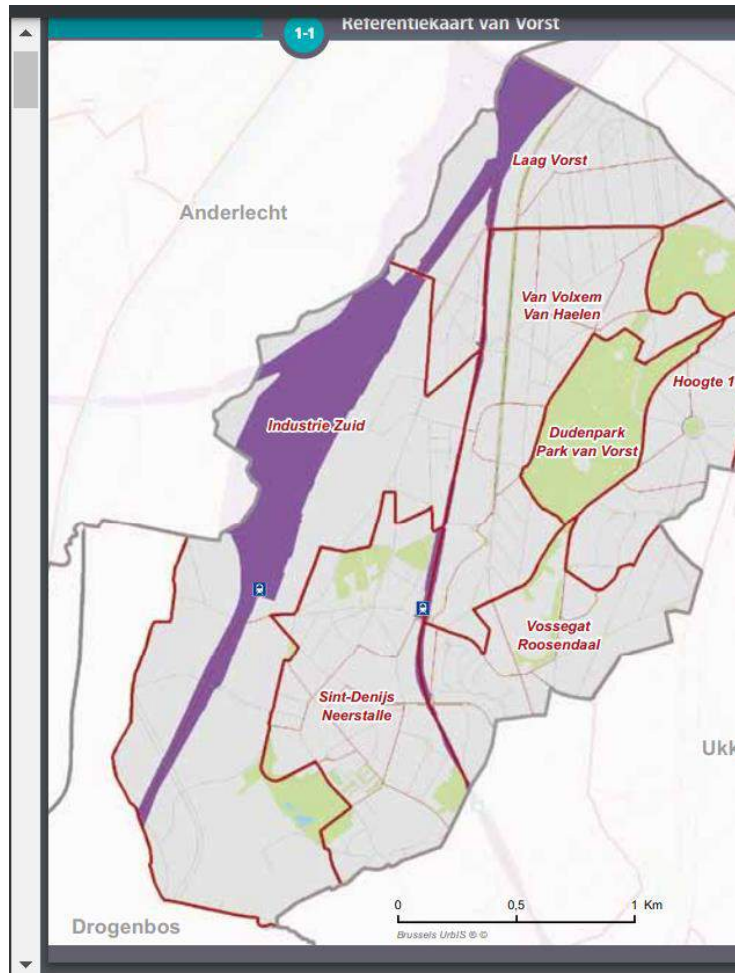 1-1
Referentiekaart van Vorst
Laag Vorst
Anderlecht
Van Volxem
Van Haelen
Hoogte 1
Industrie Zuid
Dudenpark
Park van Vorst
Vossegat
Roosendaal
Sint-Denijs
Neerstalle
Ukk
0 0,5 1 Km
Drogenbos
Brussels UrbIS ® ©